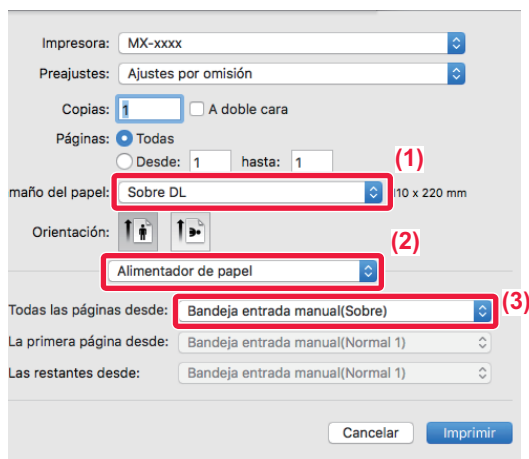 Impresora: MX-xxxx
Preajustes: Ajustes por omisión
Copias: 1 A doble cara
Páginas: Todas
Desde: 1 hasta: 1
(1)
maño del papel: Sobre DL 110 x 220 mm
Orientación:
(2)
Alimentador de papel
Todas las páginas desde: Bandeja entrada manual(Sobre) (3)
La primera página desde: Bandeja entrada manual(Normal 1)
Las restantes desde: Bandeja entrada manual(Normal 1)
Cancelar Imprimir